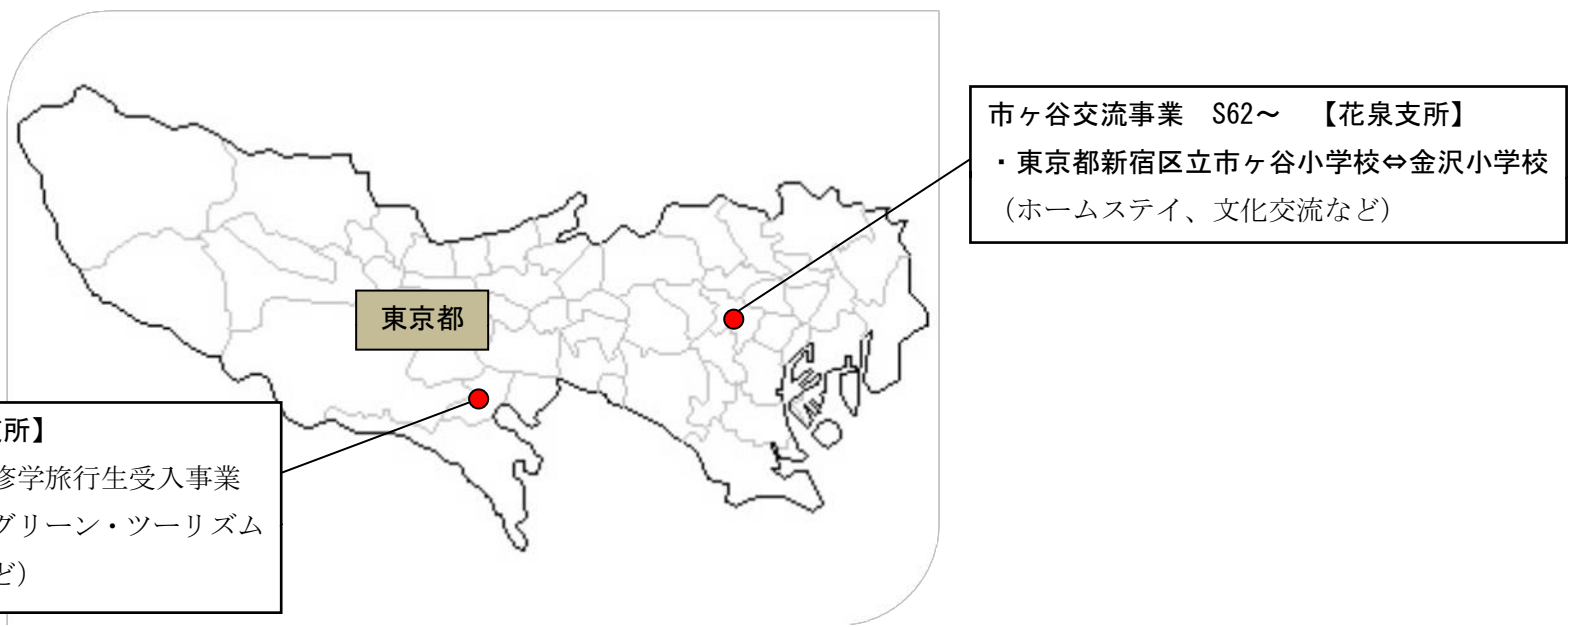 市ヶ谷交流事業 S62～ 【花泉支所】
・東京都新宿区立市ヶ谷小学校⇔金沢小学校
（ホームステイ、文化交流など）
東京都
所】
修学旅行生受入事業
グリーン・ツーリズム
ど）